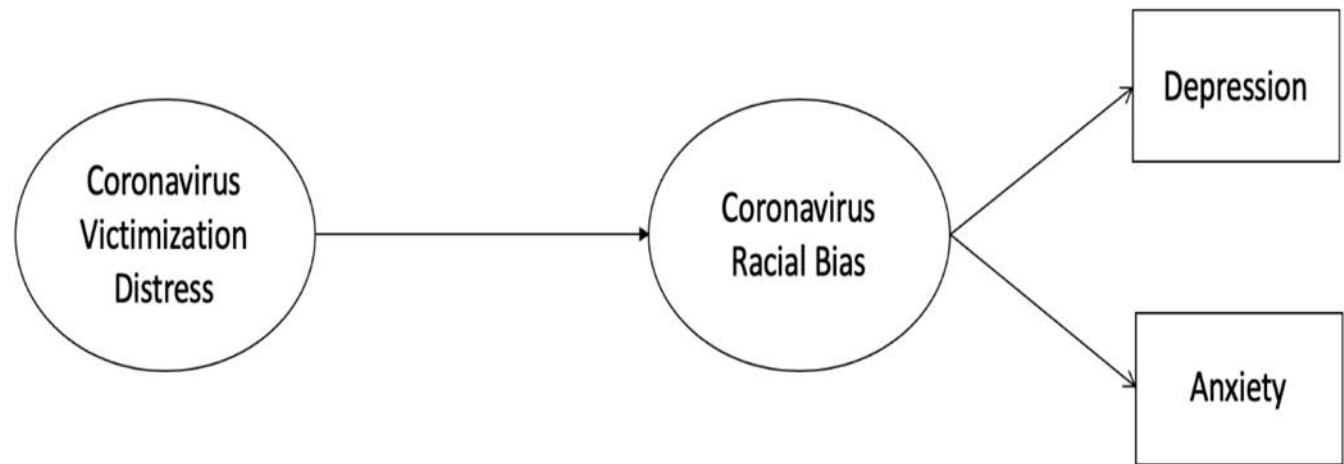 Coronavirus
Victimization
Distress
Coronavirus
Racial Bias
Depression
Anxiety